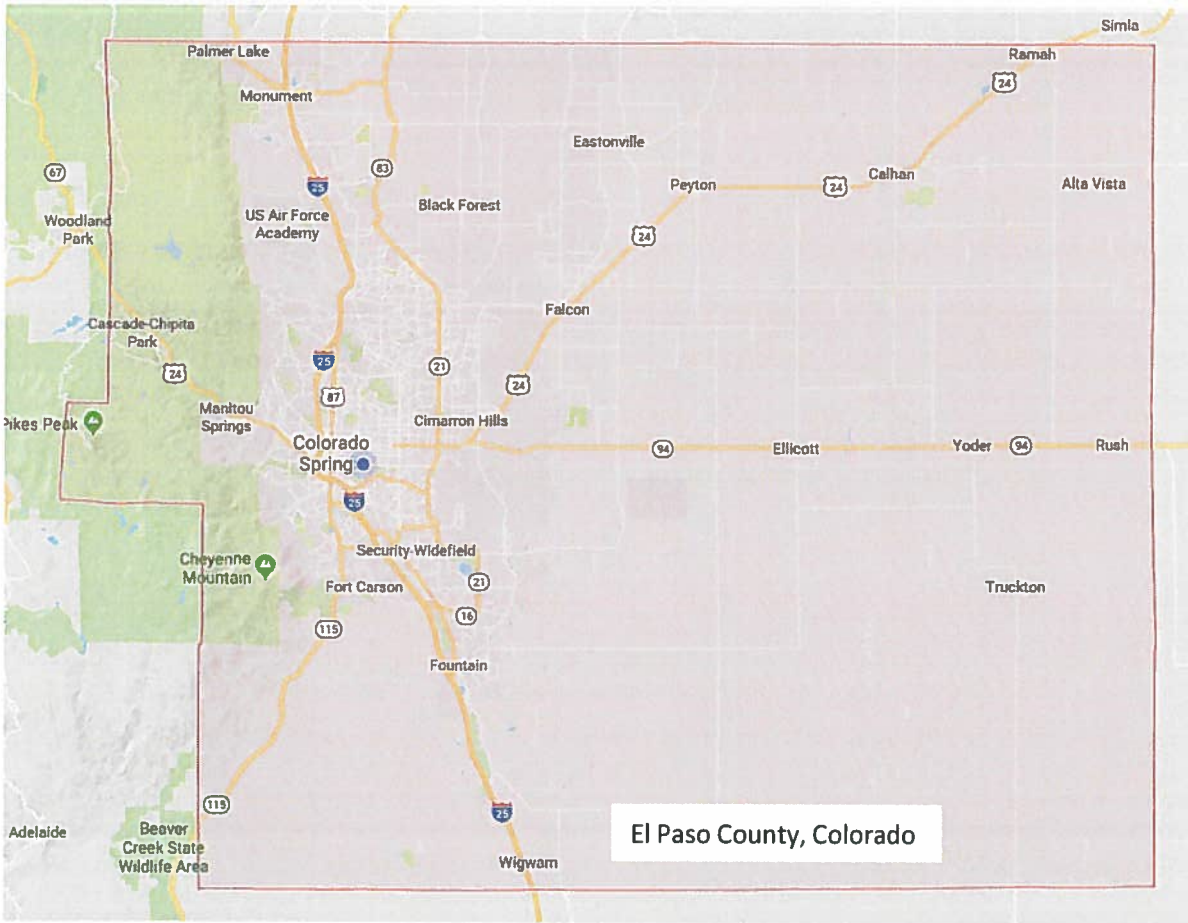 Simla
Palmer Lake
Ramah
24
Monument
Eastonville
67
83
25
Peyton
24
Calhan
Alta Vista
Black Forest
US Air Force
Academy
Woodland
Park
24
Falcon
Cascade-Chipita
Park
25
21
24
24
87
Manitou
Springs
Cimarron Hills
Pikes Peak
Colorado
Spring
94
Ellicott
Yoder
94
Rush
25
Security-Widefield
Cheyenne
Mountain
Fort Carson
21
Truckton
16
115
Fountain
115
25
Adelaide
Beaver
Creek State
Wildlife Area
El Paso County, Colorado
Wigwam